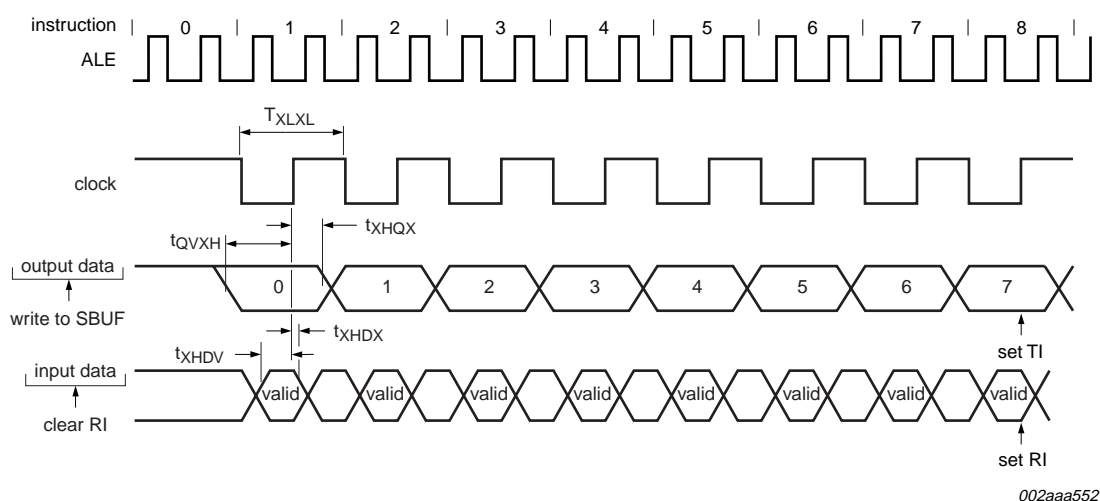 instruction 0 1 2 3 4 5 6 7 8
ALE
TXLXL
clock
tXHQX
tQVXH
output data 0 1 2 3 4 5 6 7
write to SBUF
tXHDX
set TI
tXHDV
input data valid valid valid valid valid valid valid valid
clear RI
set RI
002aaa552